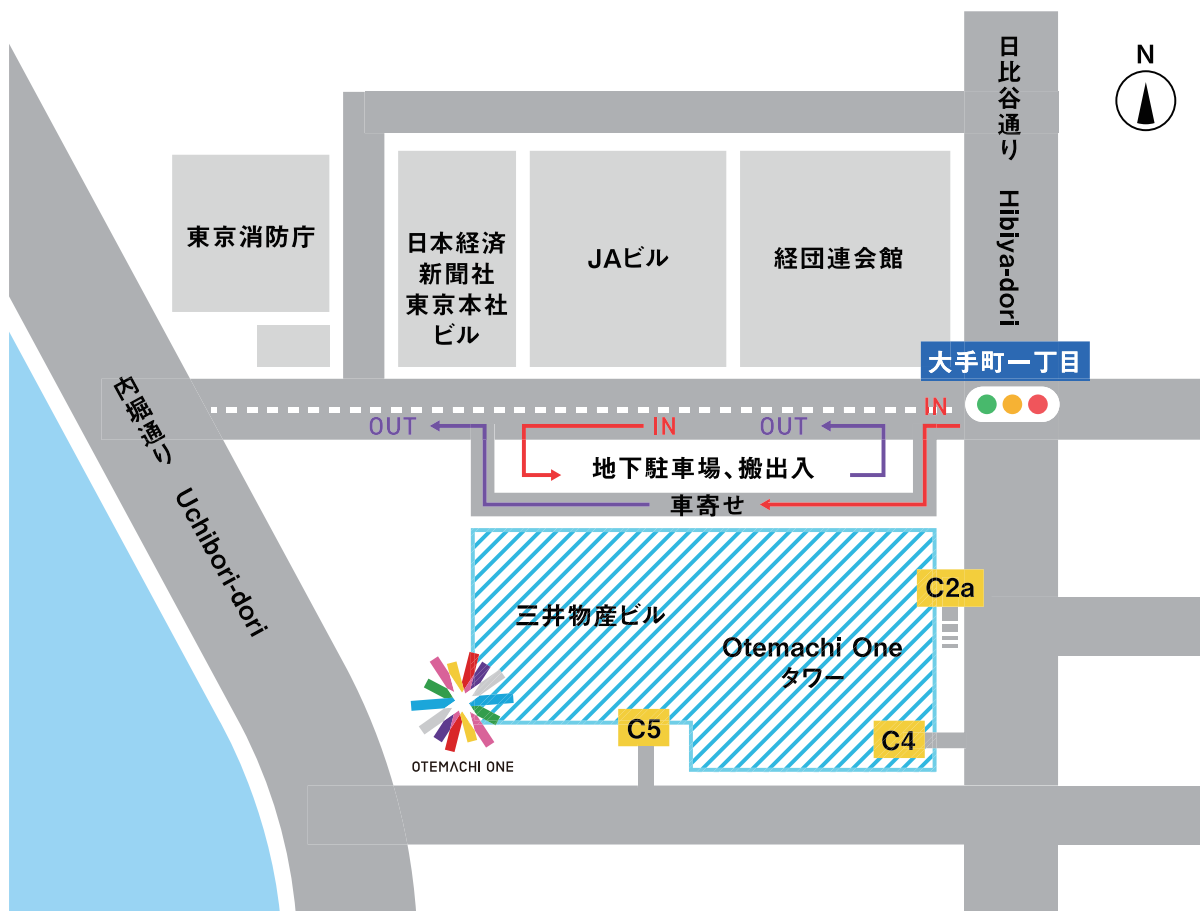 N
日比谷通り Hibiya-dori
東京消防庁
日本経済
新聞社
東京本社
ビル
JAビル
経団連会館
大手町一丁目
内堀通り Uchibori-dori
OUT
IN
OUT
IN
地下駐車場、搬出入
車寄せ
C2a
三井物産ビル
Otemachi One
タワー
C5
C4
OTEMACHI ONE